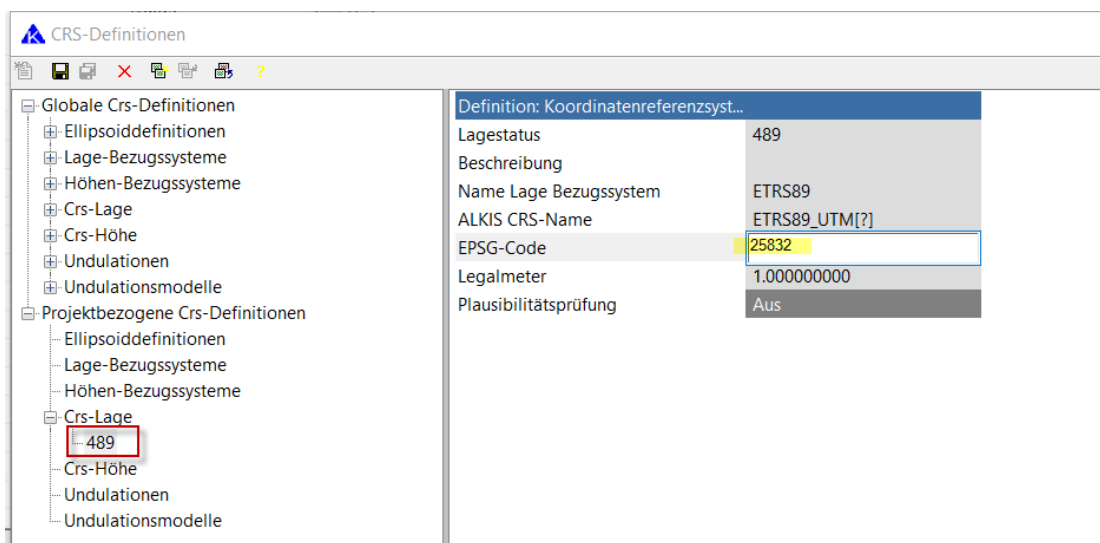 CRS-Definitionen
?
Globale Crs-Definitionen
Ellipsoiddefinitionen
Lage-Bezugssysteme
Höhen-Bezugssysteme
Crs-Lage
Crs-Höhe
Undulationen
Undulationsmodelle
Projektbezogene Crs-Definitionen
Ellipsoiddefinitionen
Lage-Bezugssysteme
Höhen-Bezugssysteme
Crs-Lage
489
Crs-Höhe
Undulationen
Undulationsmodelle
Definition: Koordinatenreferenzsyst...
Lagestatus 489
Beschreibung
Name Lage Bezugssystem ETRS89
ALKIS CRS-Name ETRS89_UTM[?]
EPSG-Code 25832
Legalmeter 1.000000000
Plausibilitätsprüfung Aus